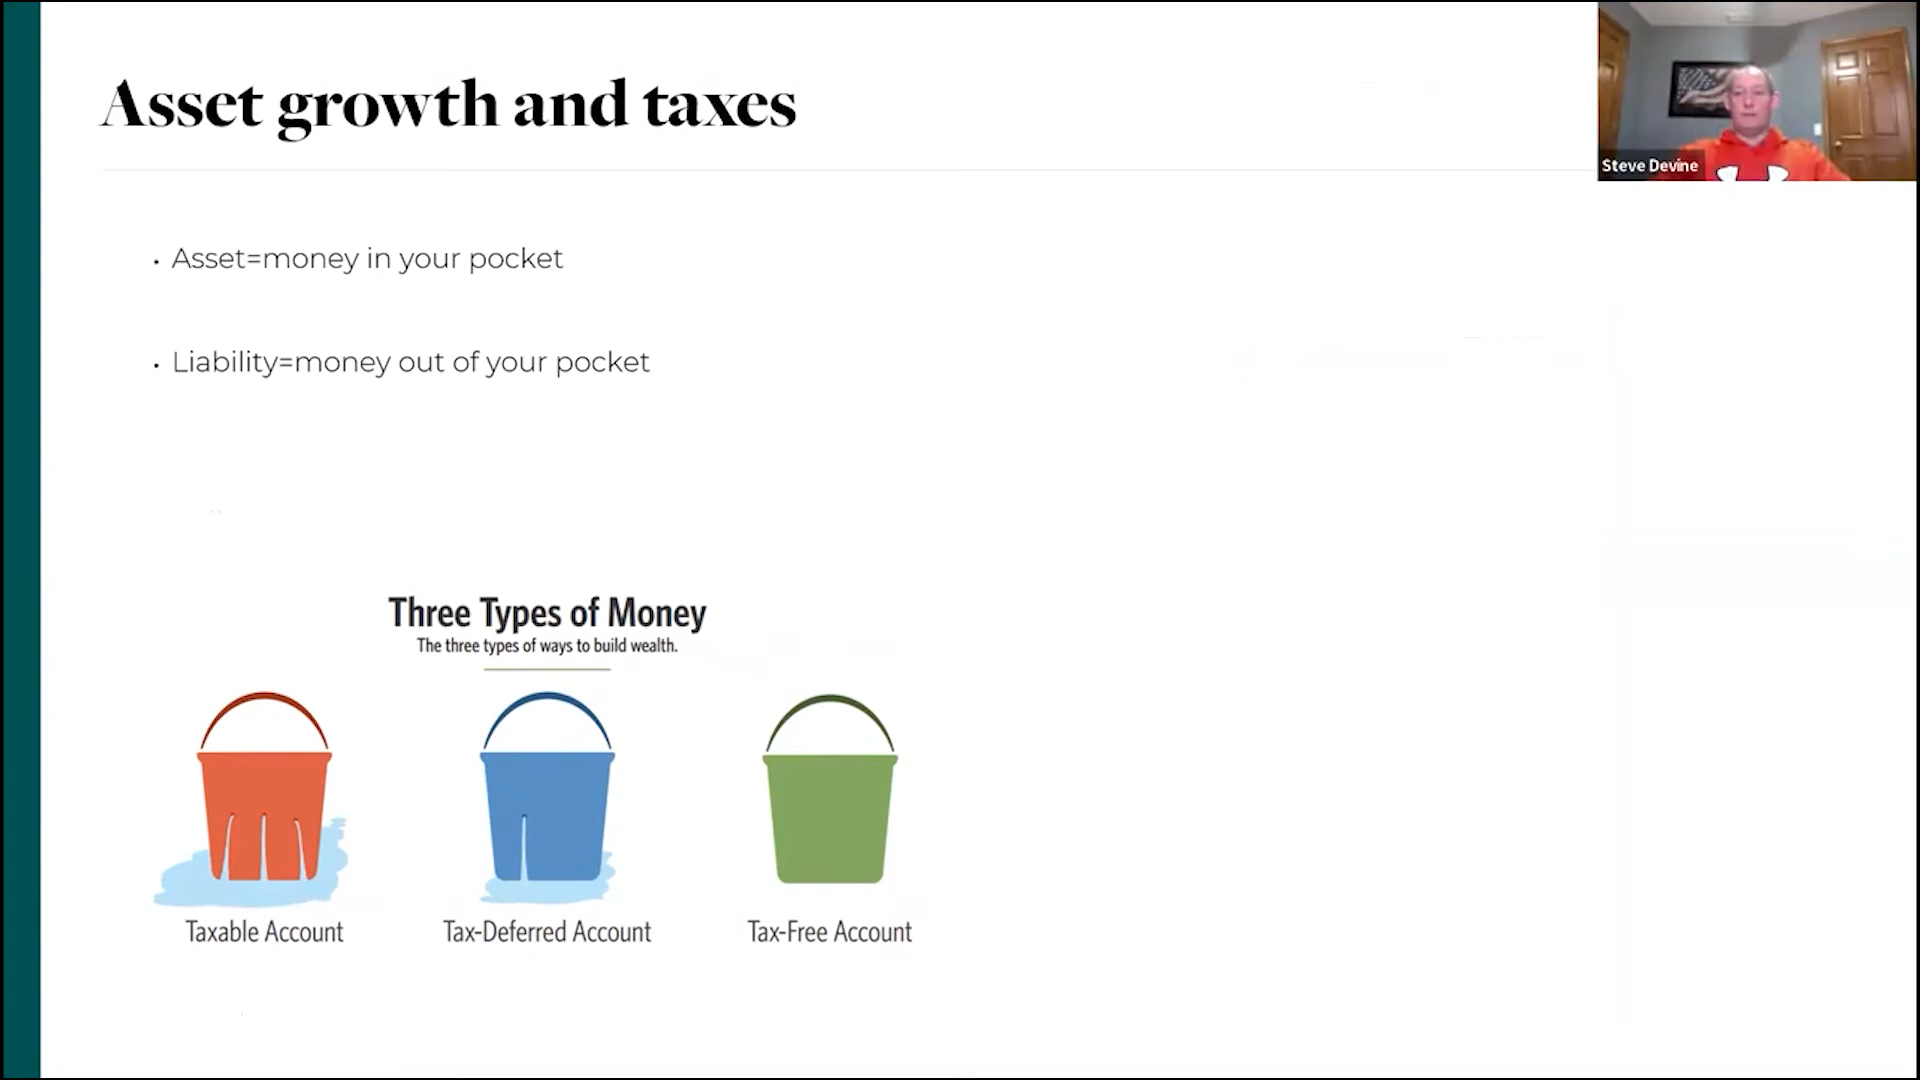 Asset growth and taxes
Steve Devine
• Asset=money in your pocket
• Liability=money out of your pocket
Three Types of Money
The three types of ways to build wealth.
Taxable Account
Tax-Deferred Account
Tax-Free Account